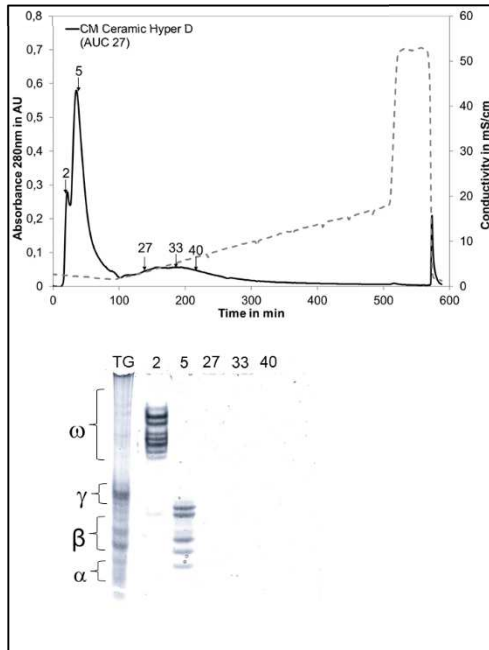 0,8
0,7
0,6
0,5
0,4
0,3
0,2
0,1
0
Absorbance 280nm in AU
CM Ceramic Hyper D
(AUC 27)
5
2
27
33
40
60
50
40
30
20
10
0
Conductivity in mS/cm
0 100 200 300 400 500 600
Time in min
TG 2 5 27 33 40
ω
γ
β
α